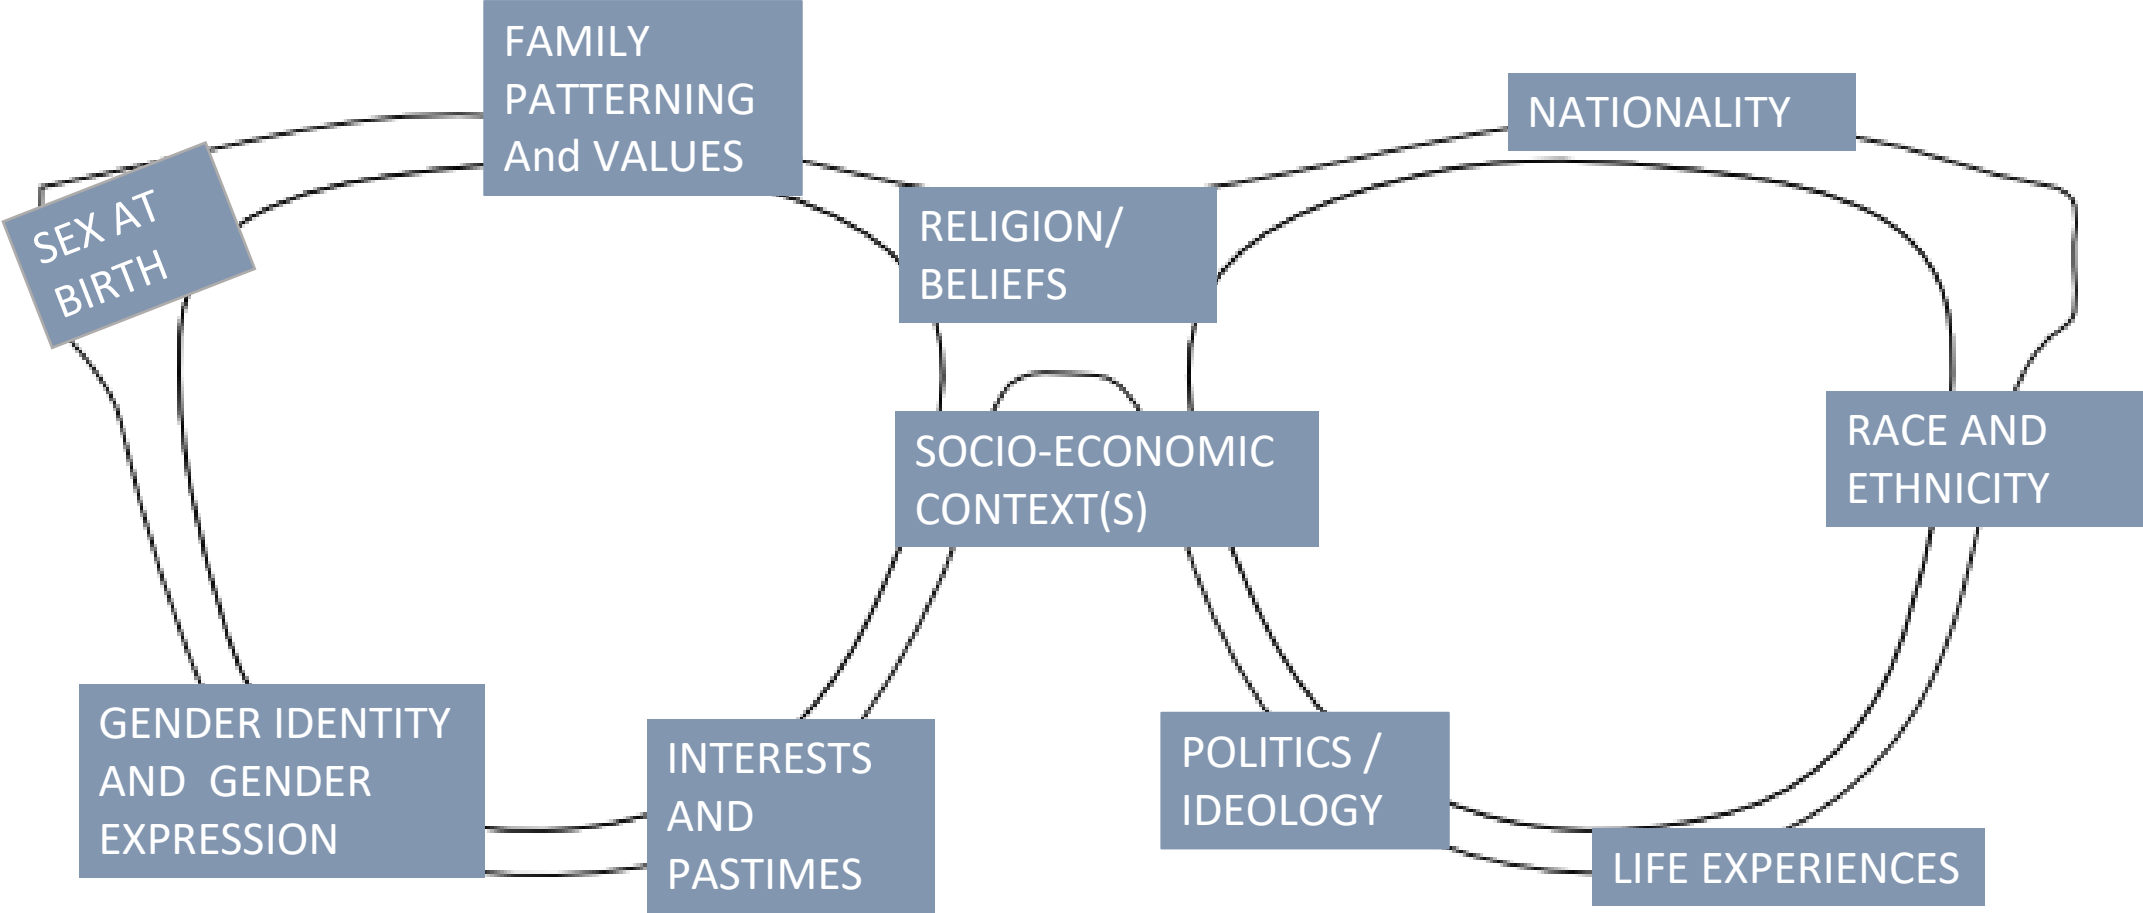 FAMILY
PATTERNING
And VALUES
NATIONALITY
SEX AT
BIRTH
RELIGION/
BELIEFS
SOCIO-ECONOMIC
CONTEXT(S)
RACE AND
ETHNICITY
GENDER IDENTITY
AND  GENDER
EXPRESSION
INTERESTS
AND
PASTIMES
POLITICS /
IDEOLOGY
LIFE EXPERIENCES